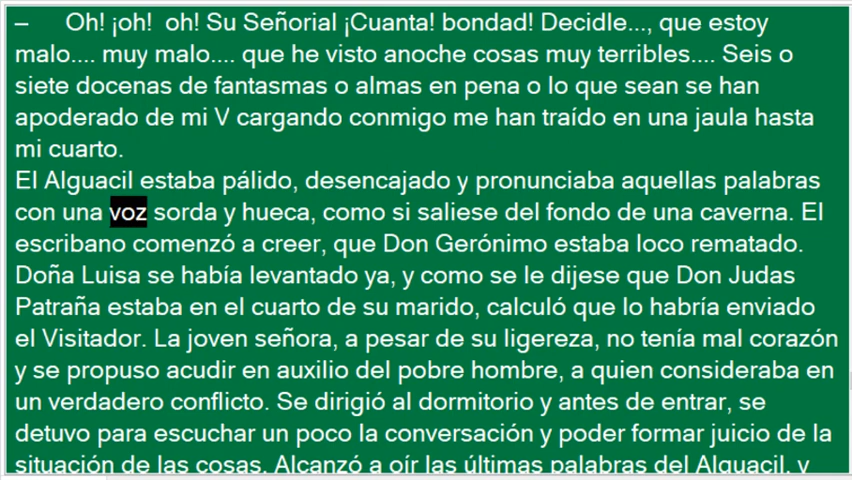 – Oh! ¡oh! oh! Su Señorial ¡Cuanta! bondad! Decidle..., que estoy
malo.... muy malo.... que he visto anoche cosas muy terribles.... Seis o
siete docenas de fantasmas o almas en pena o lo que sean se han
apoderado de mi V cargando conmigo me han traído en una jaula hasta
mi cuarto.
El Alguacil estaba pálido, desencajado y pronunciaba aquellas palabras
con una voz sorda y hueca, como si saliese del fondo de una caverna. El
escribano comenzó a creer, que Don Gerónimo estaba loco rematado.
Doña Luisa se había levantado ya, y como se le dijese que Don Judas
Patraña estaba en el cuarto de su marido, calculó que lo habría enviado
el Visitador. La joven señora, a pesar de su ligereza, no tenía mal corazón
y se propuso acudir en auxilio del pobre hombre, a quien consideraba en
un verdadero conflicto. Se dirigió al dormitorio y antes de entrar, se
detuvo para escuchar un poco la conversación y poder formar juicio de la
situación de las cosas. Alcanzó a oír las últimas palabras del Alguacil, y